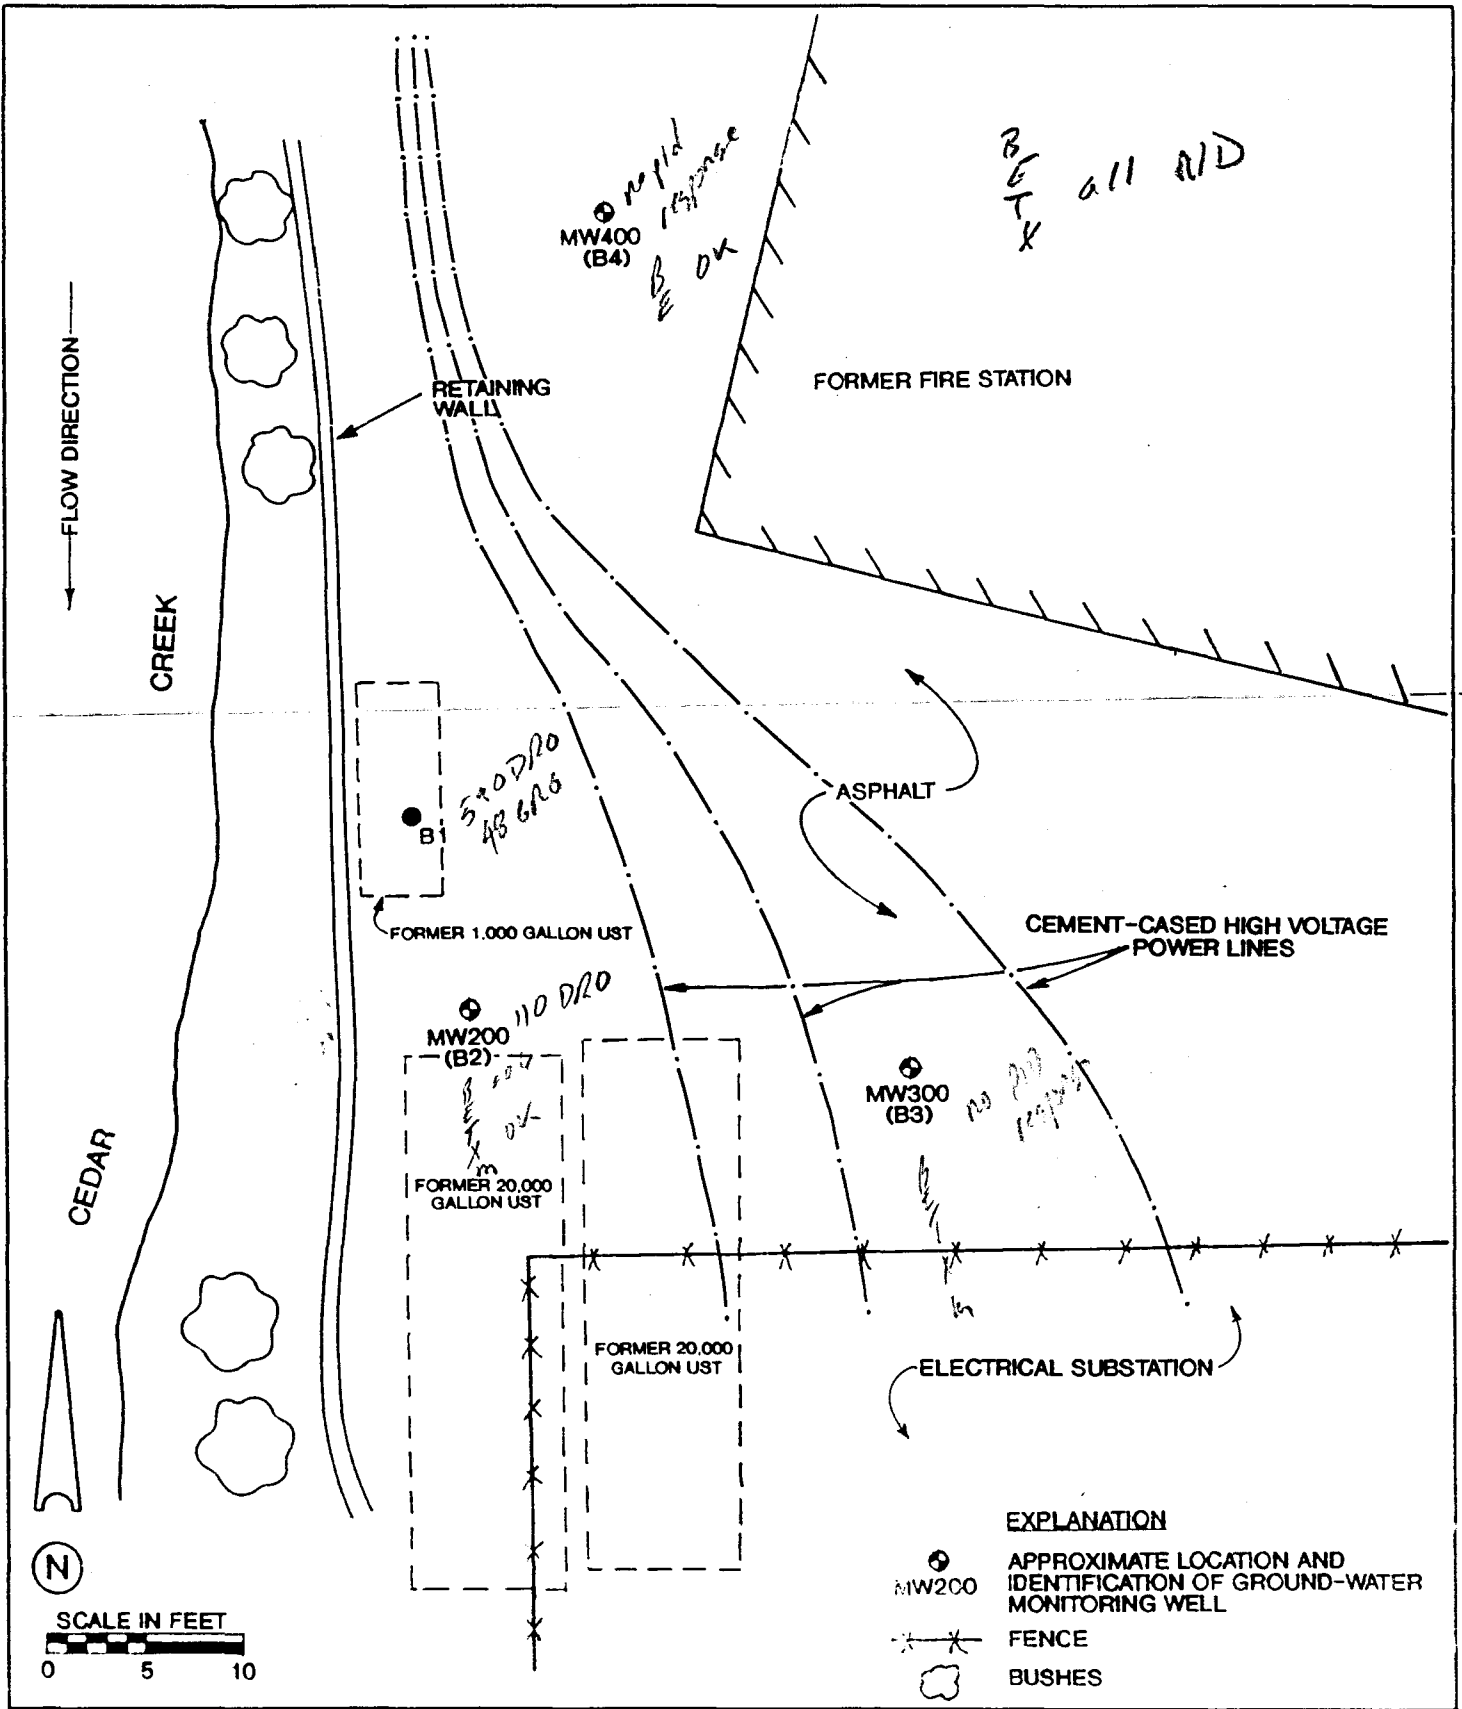 no pid
response
MW400
(B4)
B OK
E
B
E
T all N/D
X
FORMER FIRE STATION
RETAINING
WALL
FLOW DIRECTION
CREEK
CEDAR
540 DRO
48 GRO
B1
ASPHALT
FORMER 1,000 GALLON UST
CEMENT-CASED HIGH VOLTAGE
POWER LINES
110 DRO
MW200
(B2)
B
E
T OK
X
m
MW300
(B3)
no PID
response
FORMER 20,000
GALLON UST
FORMER 20,000
GALLON UST
ELECTRICAL SUBSTATION
N
SCALE IN FEET
0 5 10
EXPLANATION
MW200
APPROXIMATE LOCATION AND
IDENTIFICATION OF GROUND-WATER
MONITORING WELL
FENCE
BUSHES